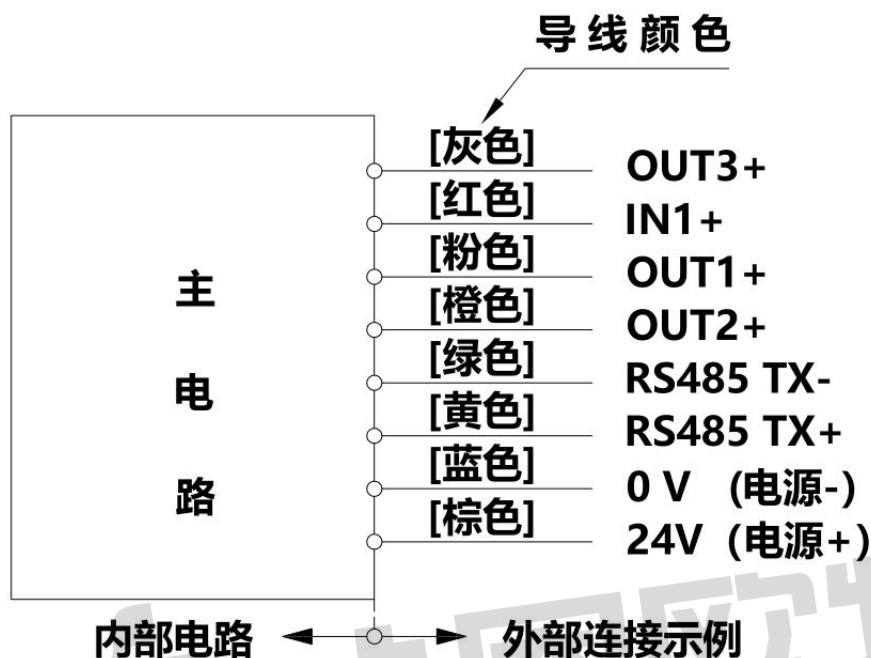 导线颜色
[灰色] OUT3+
[红色] IN1+
[粉色] OUT1+
[橙色] OUT2+
[绿色] RS485 TX-
[黄色] RS485 TX+
[蓝色] 0 V (电源-)
[棕色] 24V (电源+)
主
电
路
内部电路 外部连接示例